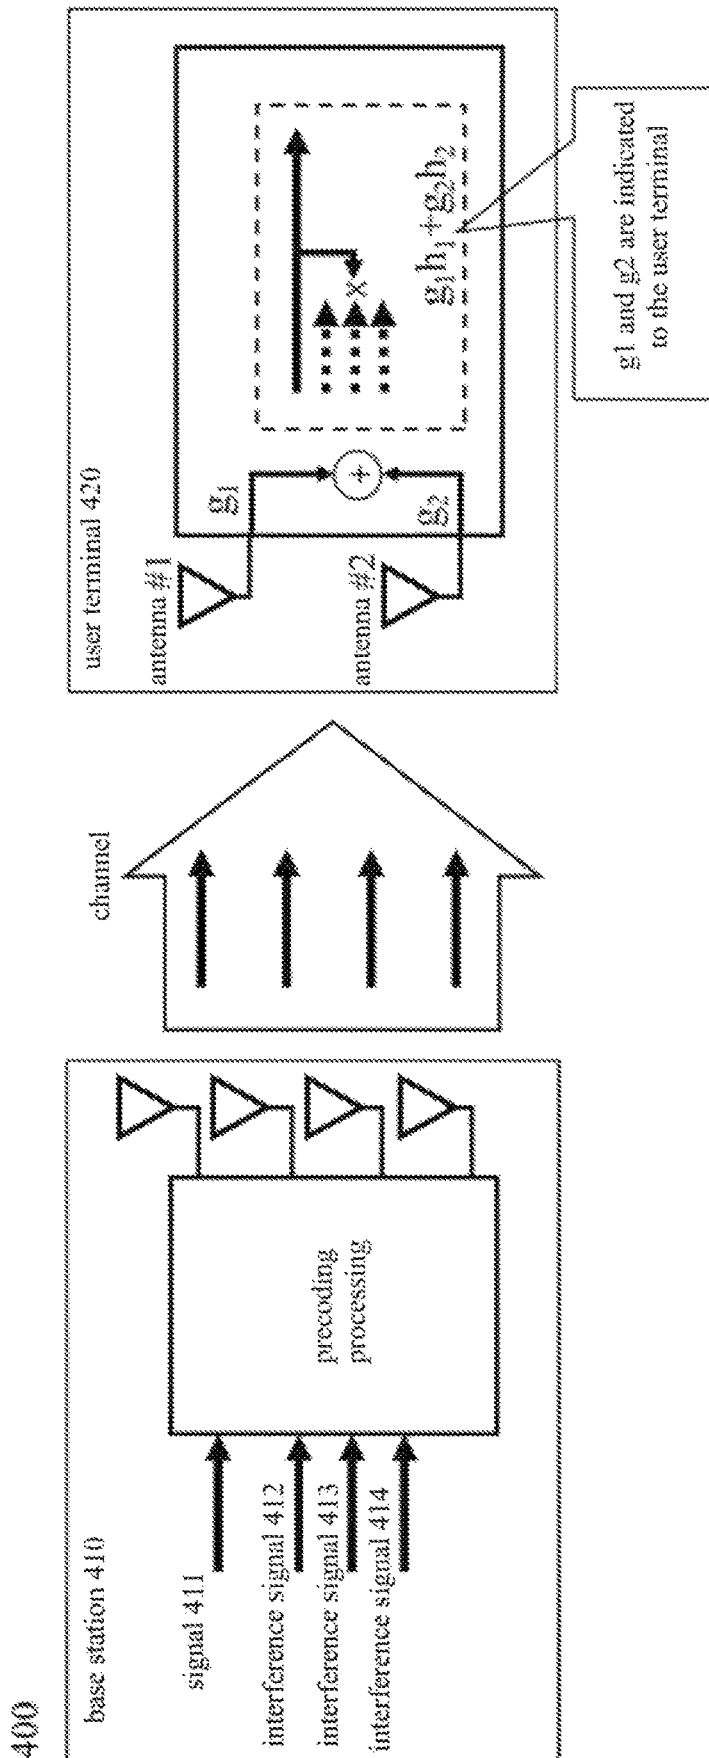 400
base station 410
signal 411
interference signal 412
interference signal 413
interference signal 414
precoding
processing
channel
user terminal 420
antenna #1
antenna #2
g₁
g₂
+
x
g₁h₁+g₂h₂
g1 and g2 are indicated
to the user terminal